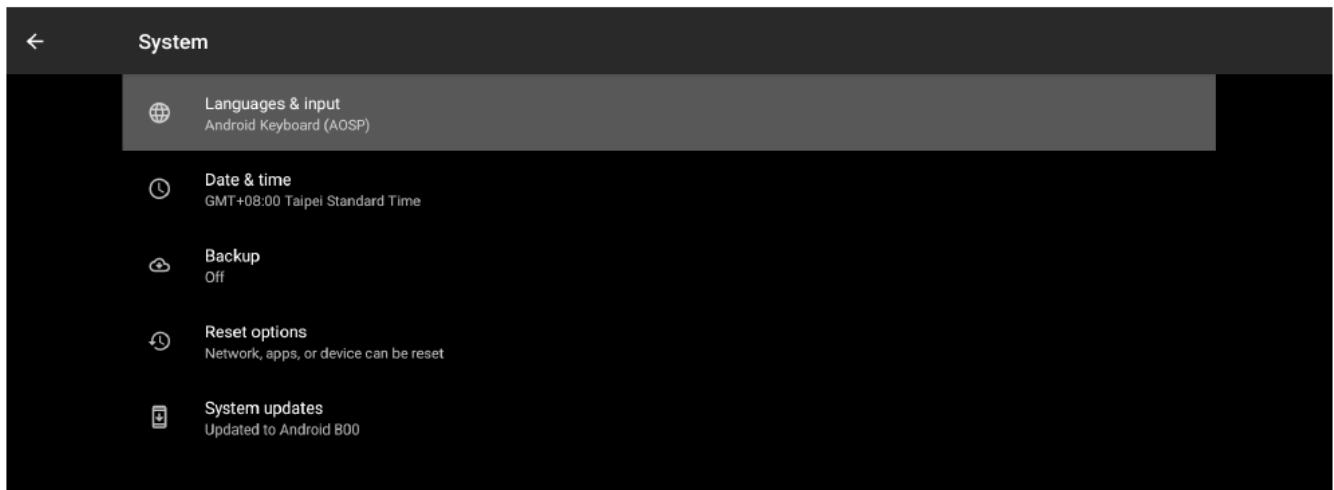 System
Languages & input
Android Keyboard (AOSP)
Date & time
GMT+08:00 Taipei Standard Time
Backup
Off
Reset options
Network, apps, or device can be reset
System updates
Updated to Android B00